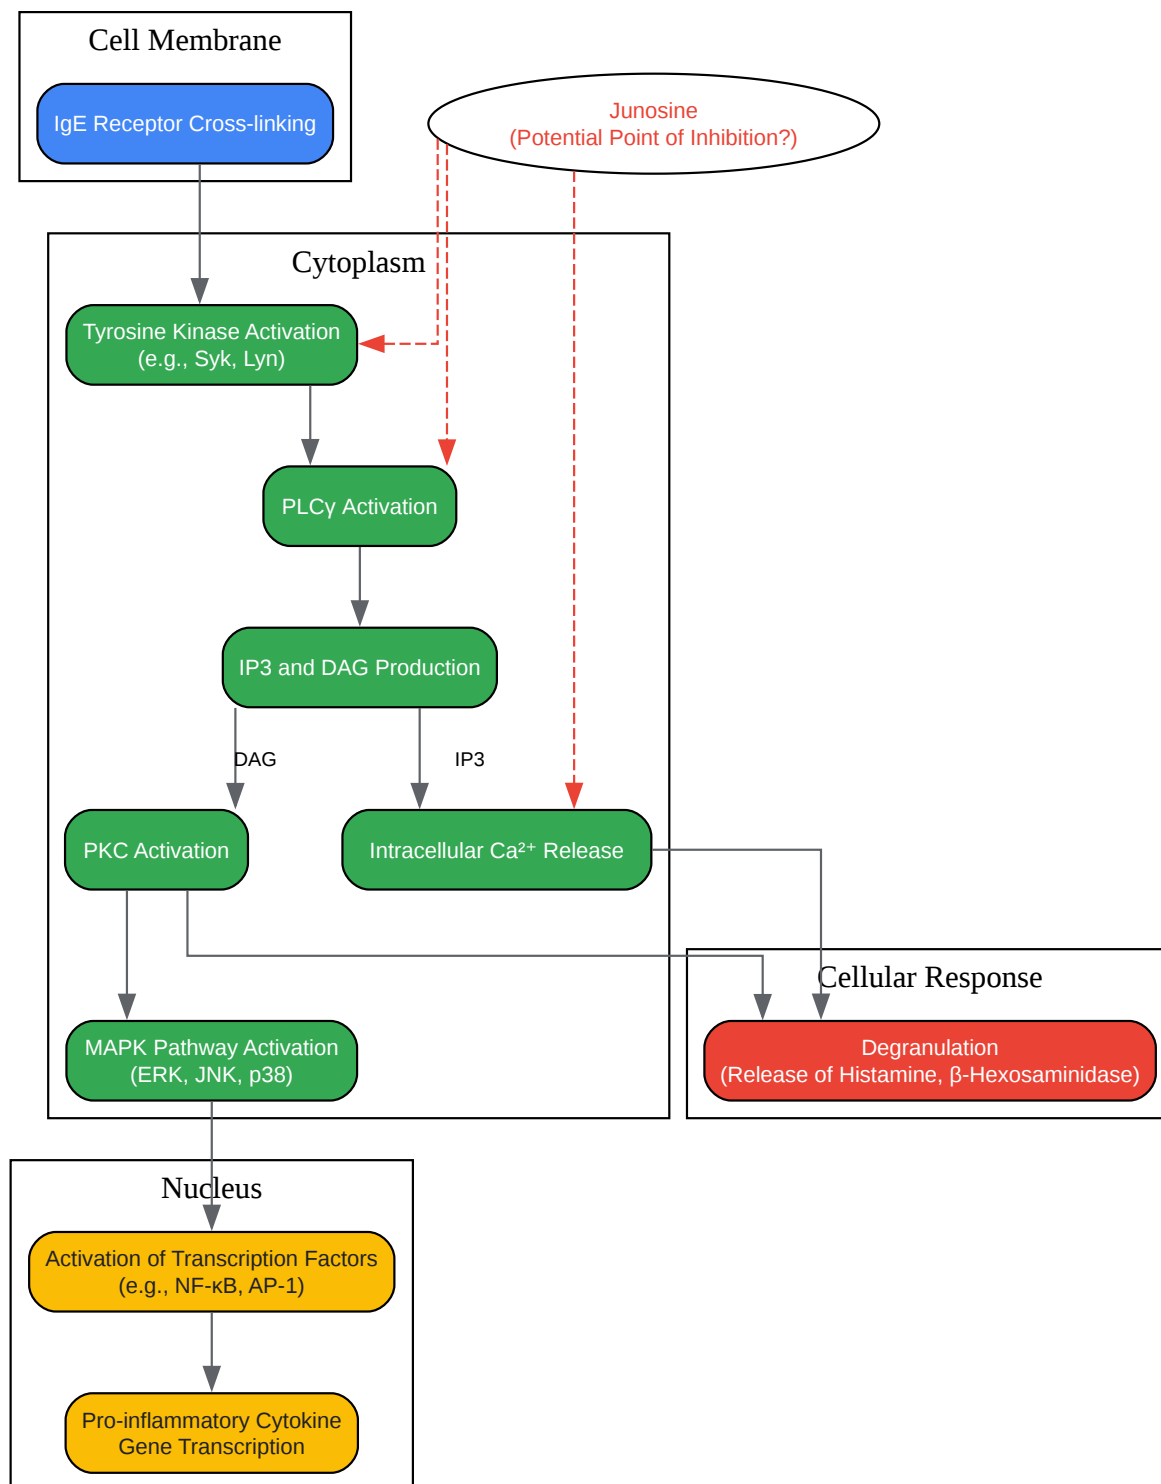 Cell Membrane
IgE Receptor Cross-linking
Junosine
(Potential Point of Inhibition?)
Cytoplasm
Tyrosine Kinase Activation
(e.g., Syk, Lyn)
PLCγ Activation
IP3 and DAG Production
DAG
IP3
PKC Activation
Intracellular Ca²⁺ Release
Cellular Response
MAPK Pathway Activation
(ERK, JNK, p38)
Degranulation
(Release of Histamine, β-Hexosaminidase)
Nucleus
Activation of Transcription Factors
(e.g., NF-κB, AP-1)
Pro-inflammatory Cytokine
Gene Transcription